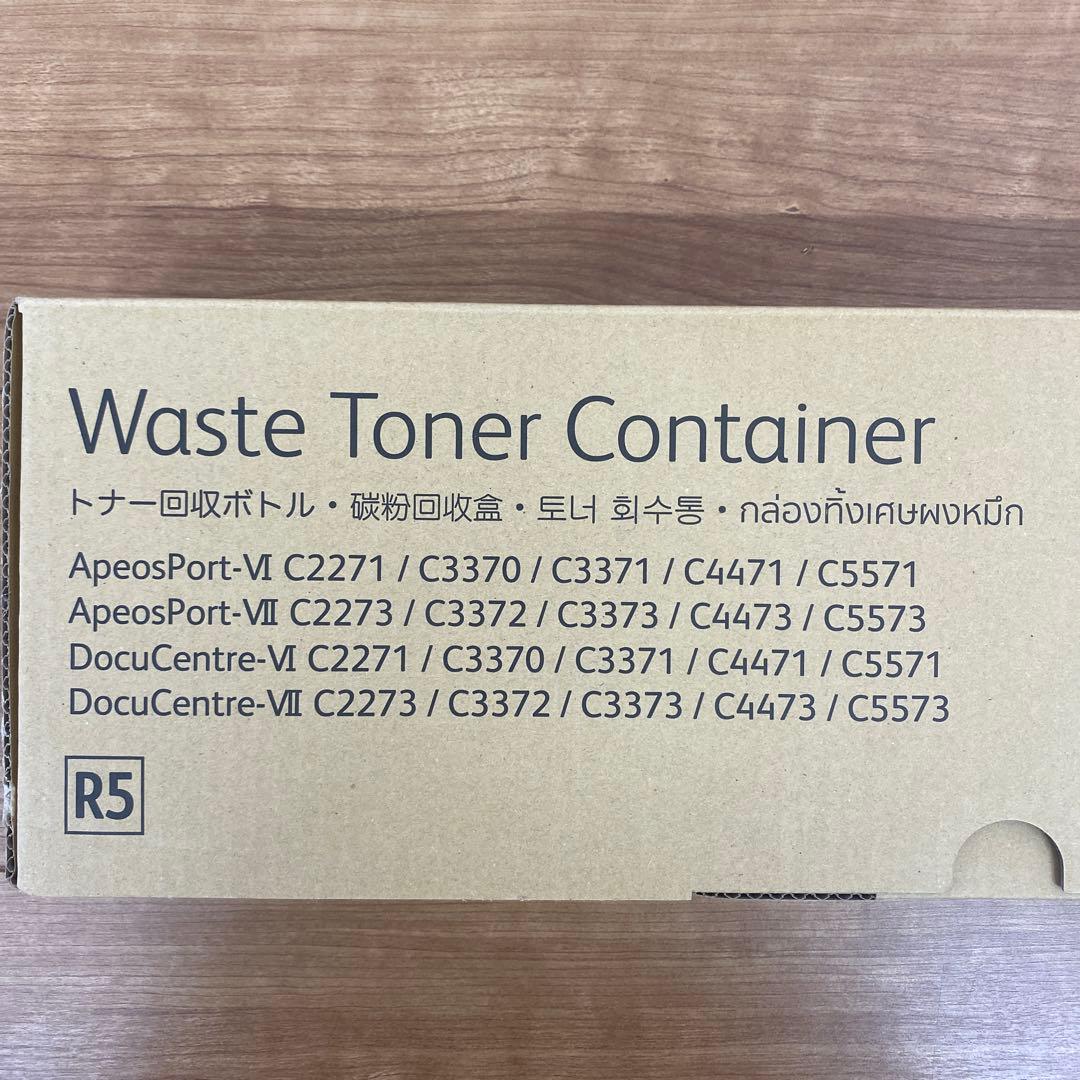 Waste Toner Container
トナー回収ボトル・碳粉回收盒・토너 회수통・กล่องทิ้งเศษผงหมึก
ApeosPort-Ⅵ C2271 / C3370 / C3371 / C4471 / C5571
ApeosPort-Ⅶ C2273 / C3372 / C3373 / C4473 / C5573
DocuCentre-Ⅵ C2271 / C3370 / C3371 / C4471 / C5571
DocuCentre-Ⅶ C2273 / C3372 / C3373 / C4473 / C5573
R5